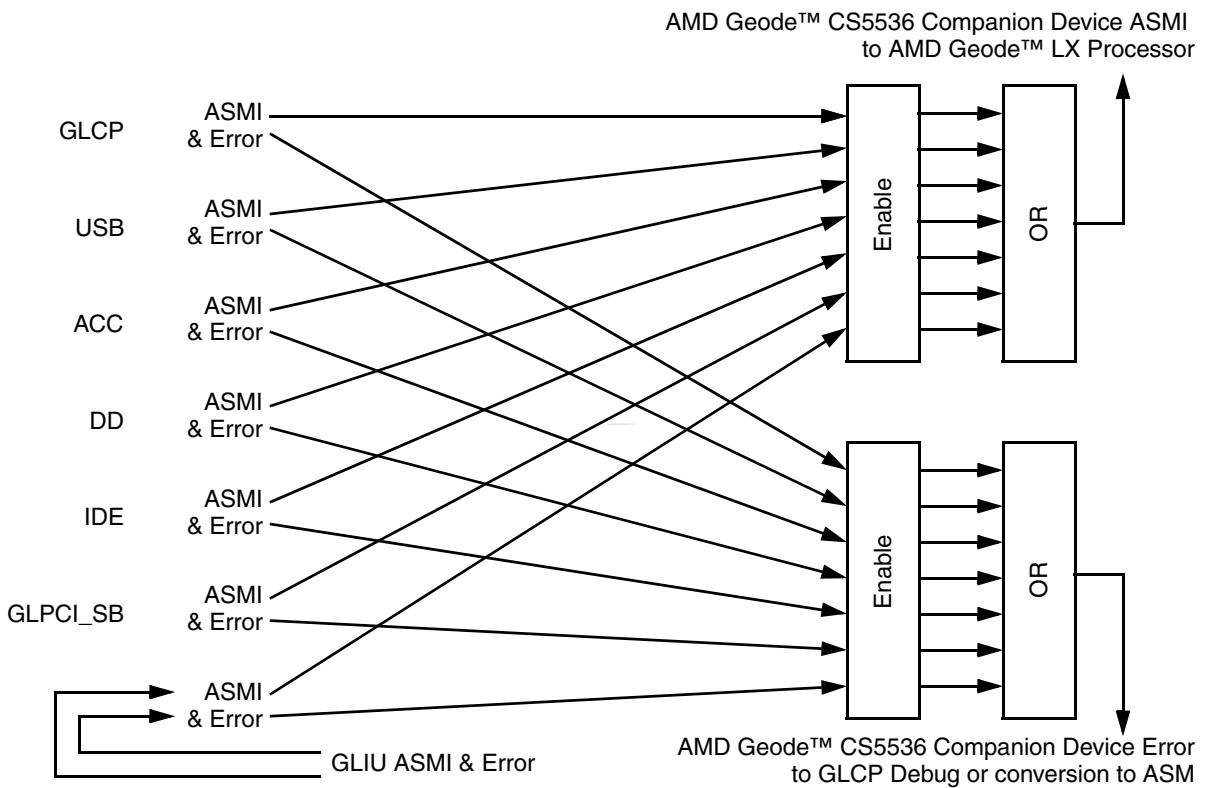 AMD Geode™ CS5536 Companion Device ASMI
to AMD Geode™ LX Processor
GLCP
ASMI
& Error
USB
ASMI
& Error
ACC
ASMI
& Error
DD
ASMI
& Error
IDE
ASMI
& Error
GLPCI_SB
ASMI
& Error
ASMI
& Error
GLIU ASMI & Error
Enable
OR
Enable
OR
AMD Geode™ CS5536 Companion Device Error
to GLCP Debug or conversion to ASM